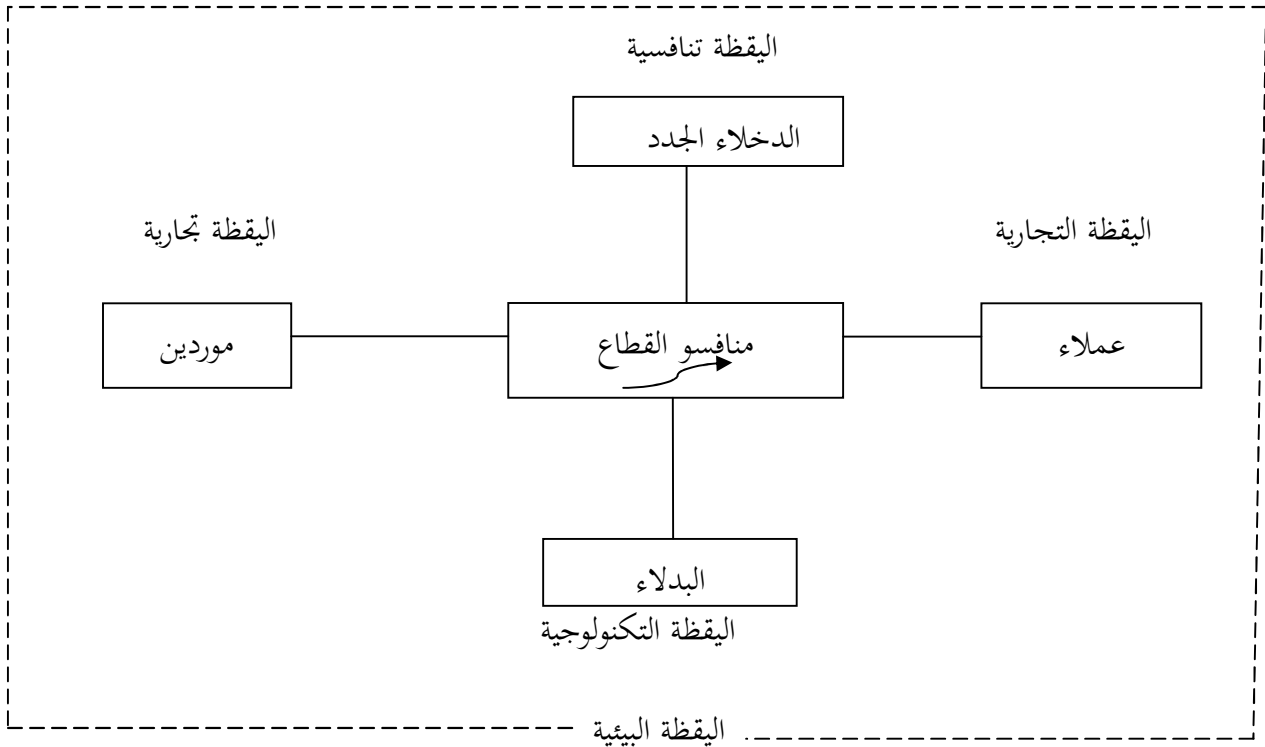 اليقظة تنافسية
الدخلاء الجدد
اليقظة التجارية
اليقظة تجارية
عملاء
منافسو القطاع
موردين
البدلاء
اليقظة التكنولوجية
اليقظة البيئية